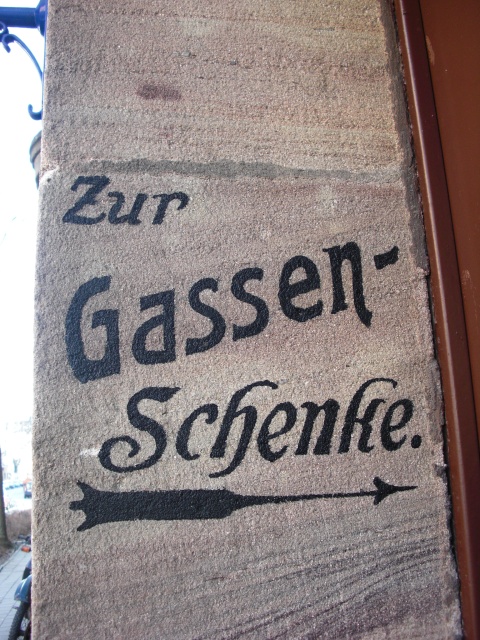 Zur
Gassen-
Schenke.